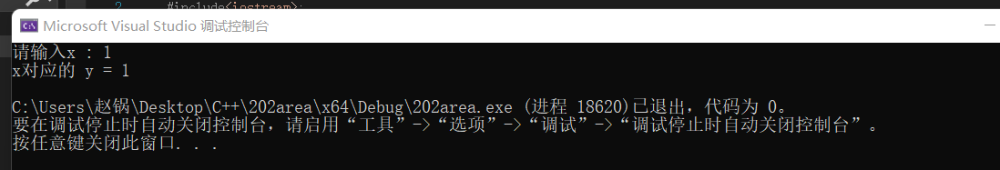 2 #include<iostream>;
Microsoft Visual Studio 调试控制台
请输入x : 1
x对应的 y = 1
C:\Users\赵锅\Desktop\C++\202area\x64\Debug\202area.exe (进程 18620)已退出，代码为 0。
要在调试停止时自动关闭控制台，请启用“工具”->“选项”->“调试”->“调试停止时自动关闭控制台”。
按任意键关闭此窗口. . .